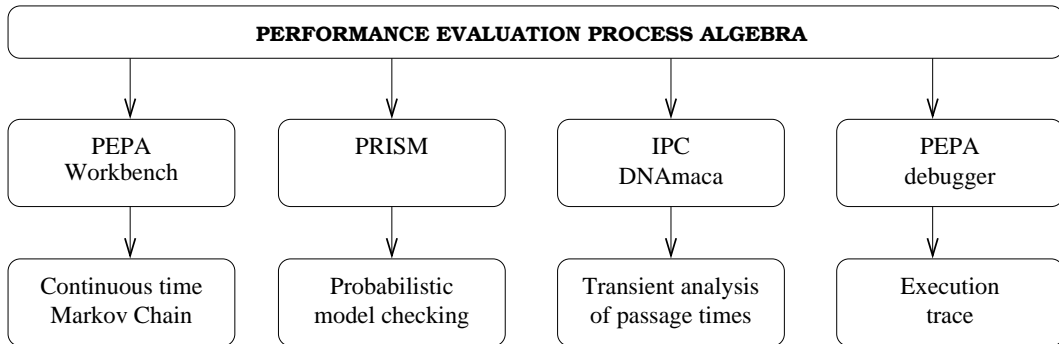 PERFORMANCE EVALUATION PROCESS ALGEBRA
PEPA
Workbench
PRISM
IPC
DNAmaca
PEPA
debugger
Continuous time
Markov Chain
Probabilistic
model checking
Transient analysis
of passage times
Execution
trace